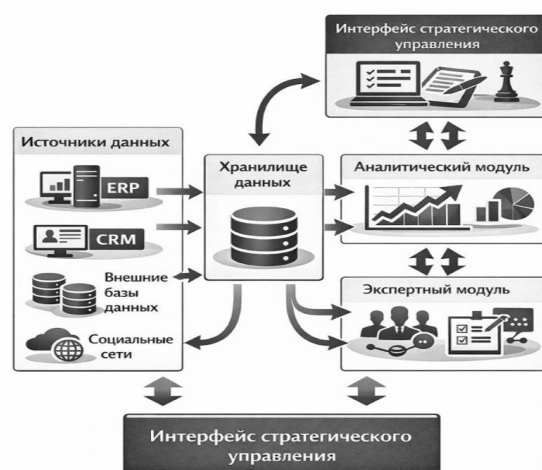 Интерфейс стратегического
управления
Источники данных
ERP
CRM
Внешние
базы
данных
Социальные
сети
Хранилище
данных
Аналитический модуль
Экспертный модуль
Интерфейс стратегического
управления